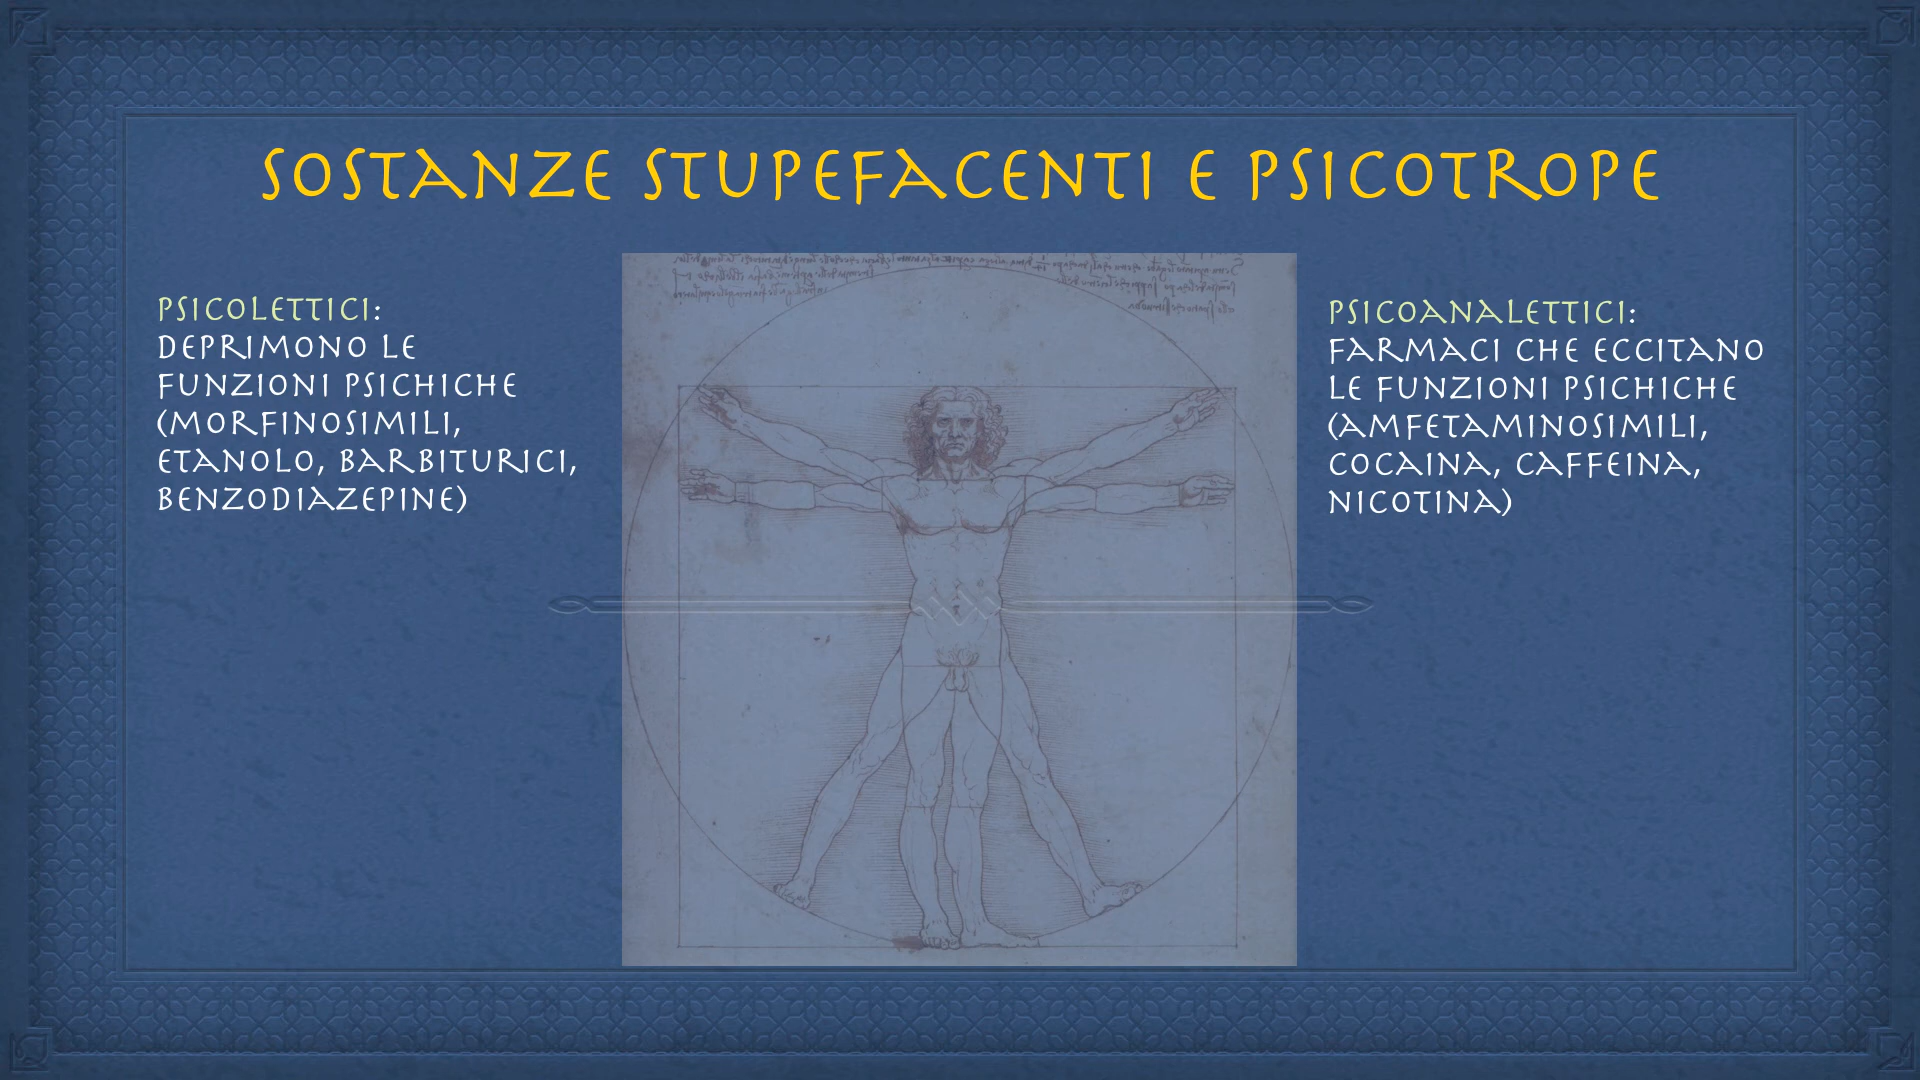 SOSTANZE STUPEFACENTI E PSICOTROPE
PSICOLETTICI:
DEPRIMONO LE
FUNZIONI PSICHICHE
(MORFINOSIMILI,
ETANOLO, BARBITURICI,
BENZODIAZEPINE)
PSICOANALETTICI:
FARMACI CHE ECCITANO
LE FUNZIONI PSICHICHE
(AMFETAMINOSIMILI,
COCAINA, CAFFEINA,
NICOTINA)